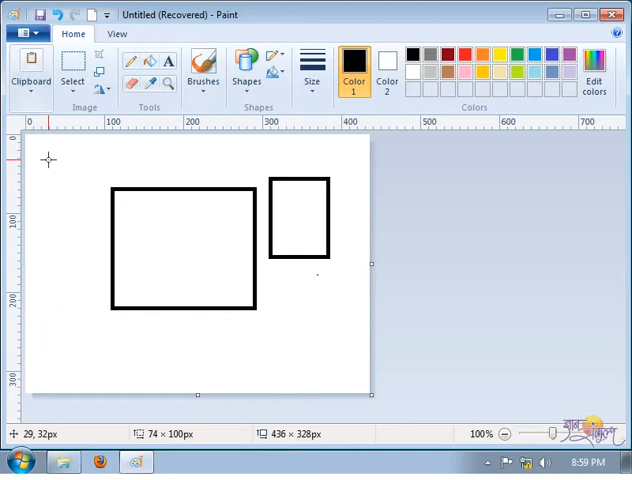 Untitled (Recovered) - Paint
Home View
Clipboard
Select
Image
A
Tools
Brushes
Shapes
Shapes
Size
Color 1
Color 2
Edit colors
Colors
0 100 200 300 400 500 600 700
0
100
200
300
29, 32px
74 × 100px
436 × 328px
100%
8:59 PM